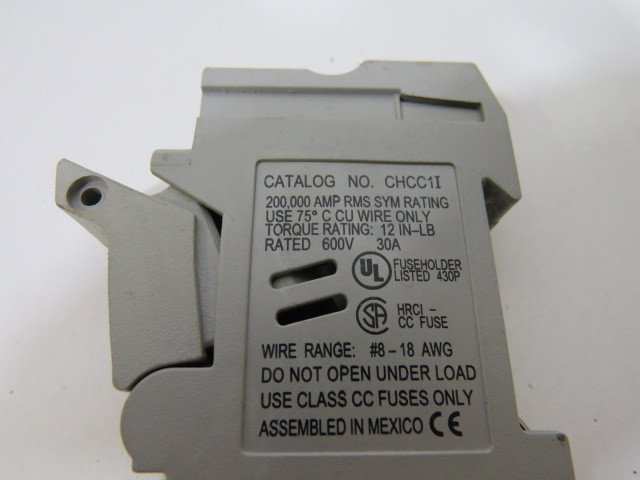 CATALOG NO. CHCC1I
200,000 AMP RMS SYM RATING
USE 75° C CU WIRE ONLY
TORQUE RATING: 12 IN-LB
RATED 600V 30A
UL FUSEHOLDER
LISTED 430P
SA HRCI -
CC FUSE
WIRE RANGE: #8-18 AWG
DO NOT OPEN UNDER LOAD
USE CLASS CC FUSES ONLY
ASSEMBLED IN MEXICO CE